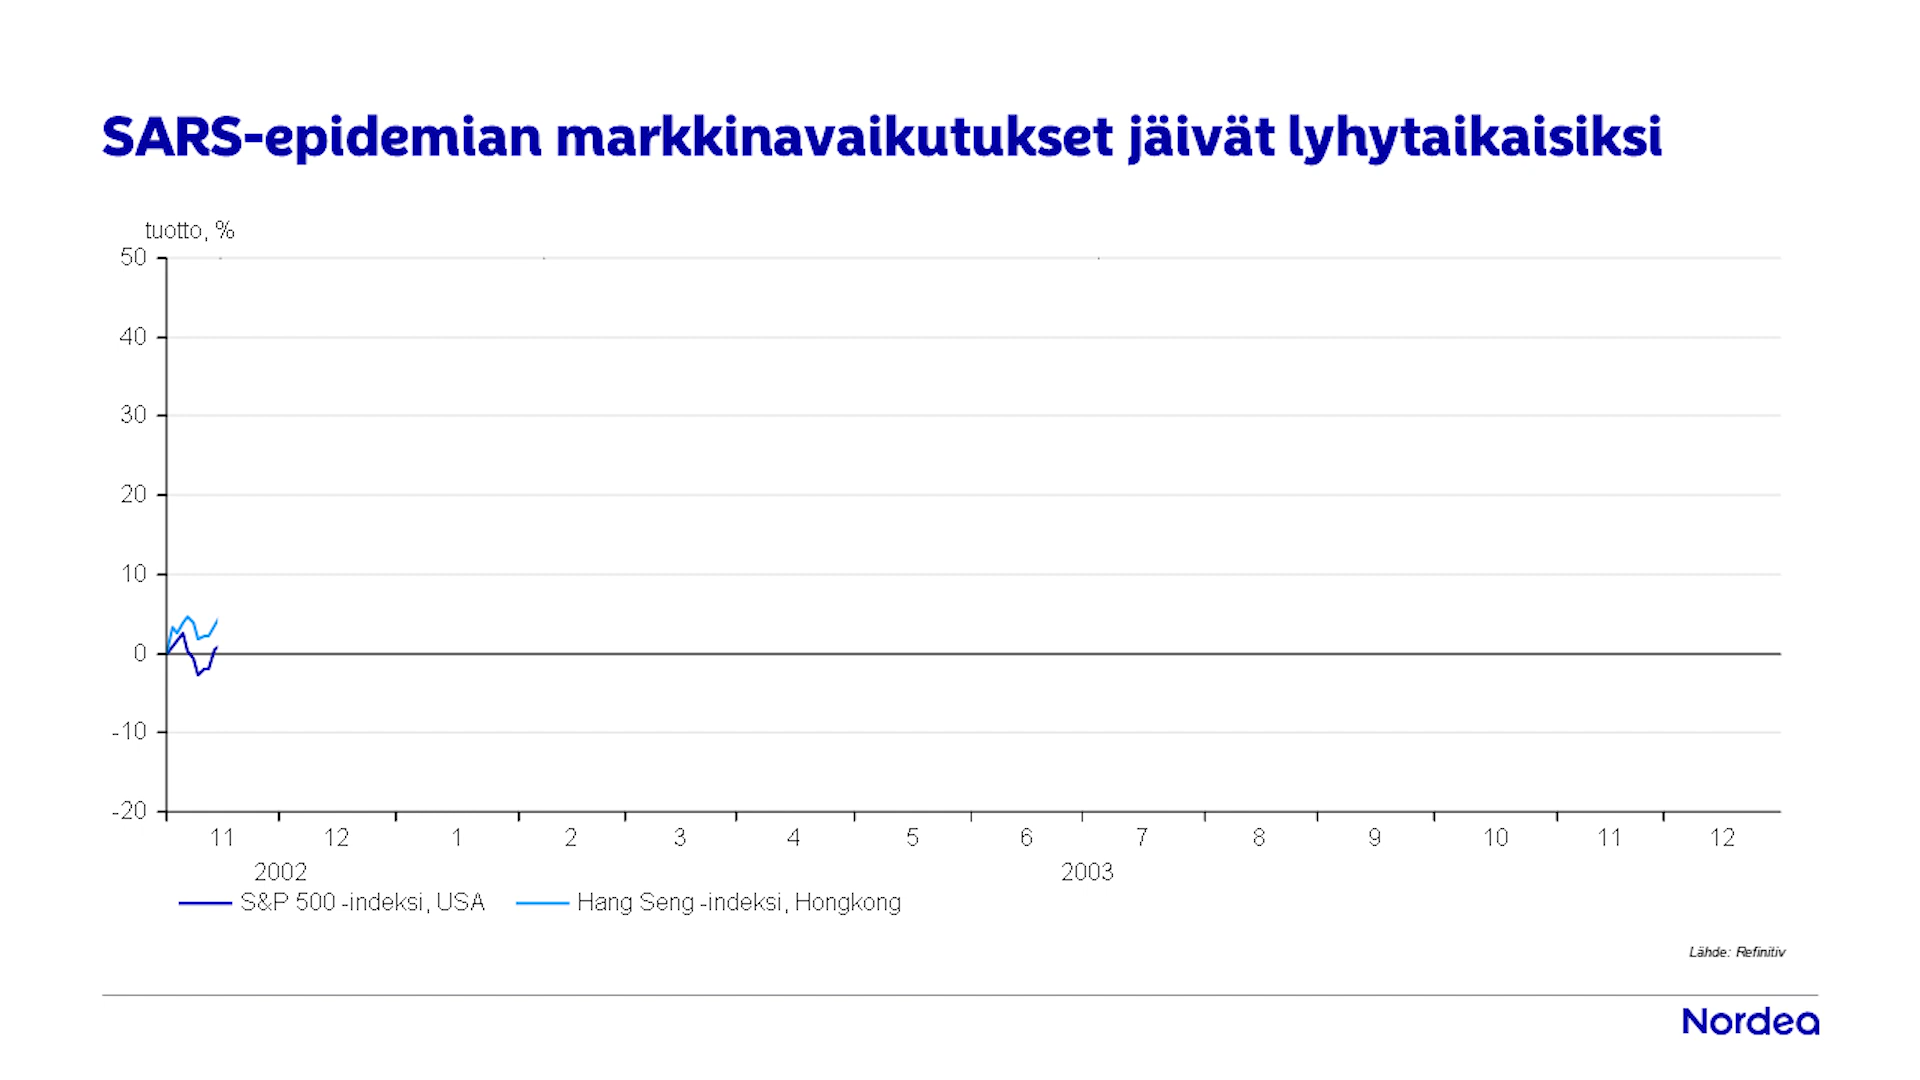 SARS-epidemian markkinavaikutukset jäivät lyhytaikaisiksi
tuotto, %
50
40
30
20
10
0
-10
-20
11 12 1 2 3 4 5 6 7 8 9 10 11 12
2002 2003
S&P 500 -indeksi, USA Hang Seng -indeksi, Hongkong
Lähde: Refinitiv
Nordea